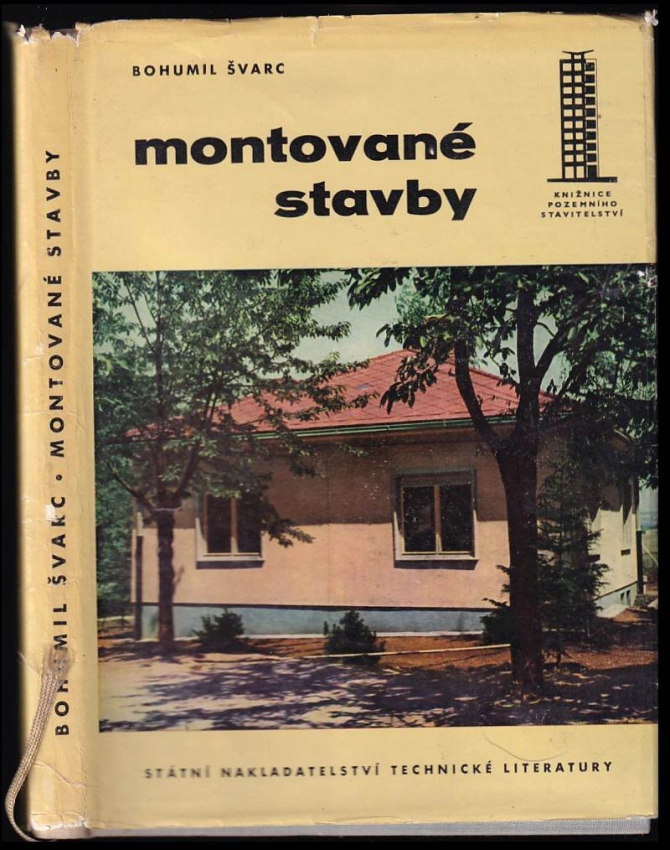 BOHUMIL ŠVARC
montované
stavby
KNIŽNICE
POZEMNÍHO
STAVITELSTVÍ
STÁTNÍ NAKLADATELSTVÍ TECHNICKÉ LITERATURY
BOHUMIL ŠVARC • MONTOVANÉ STAVBY